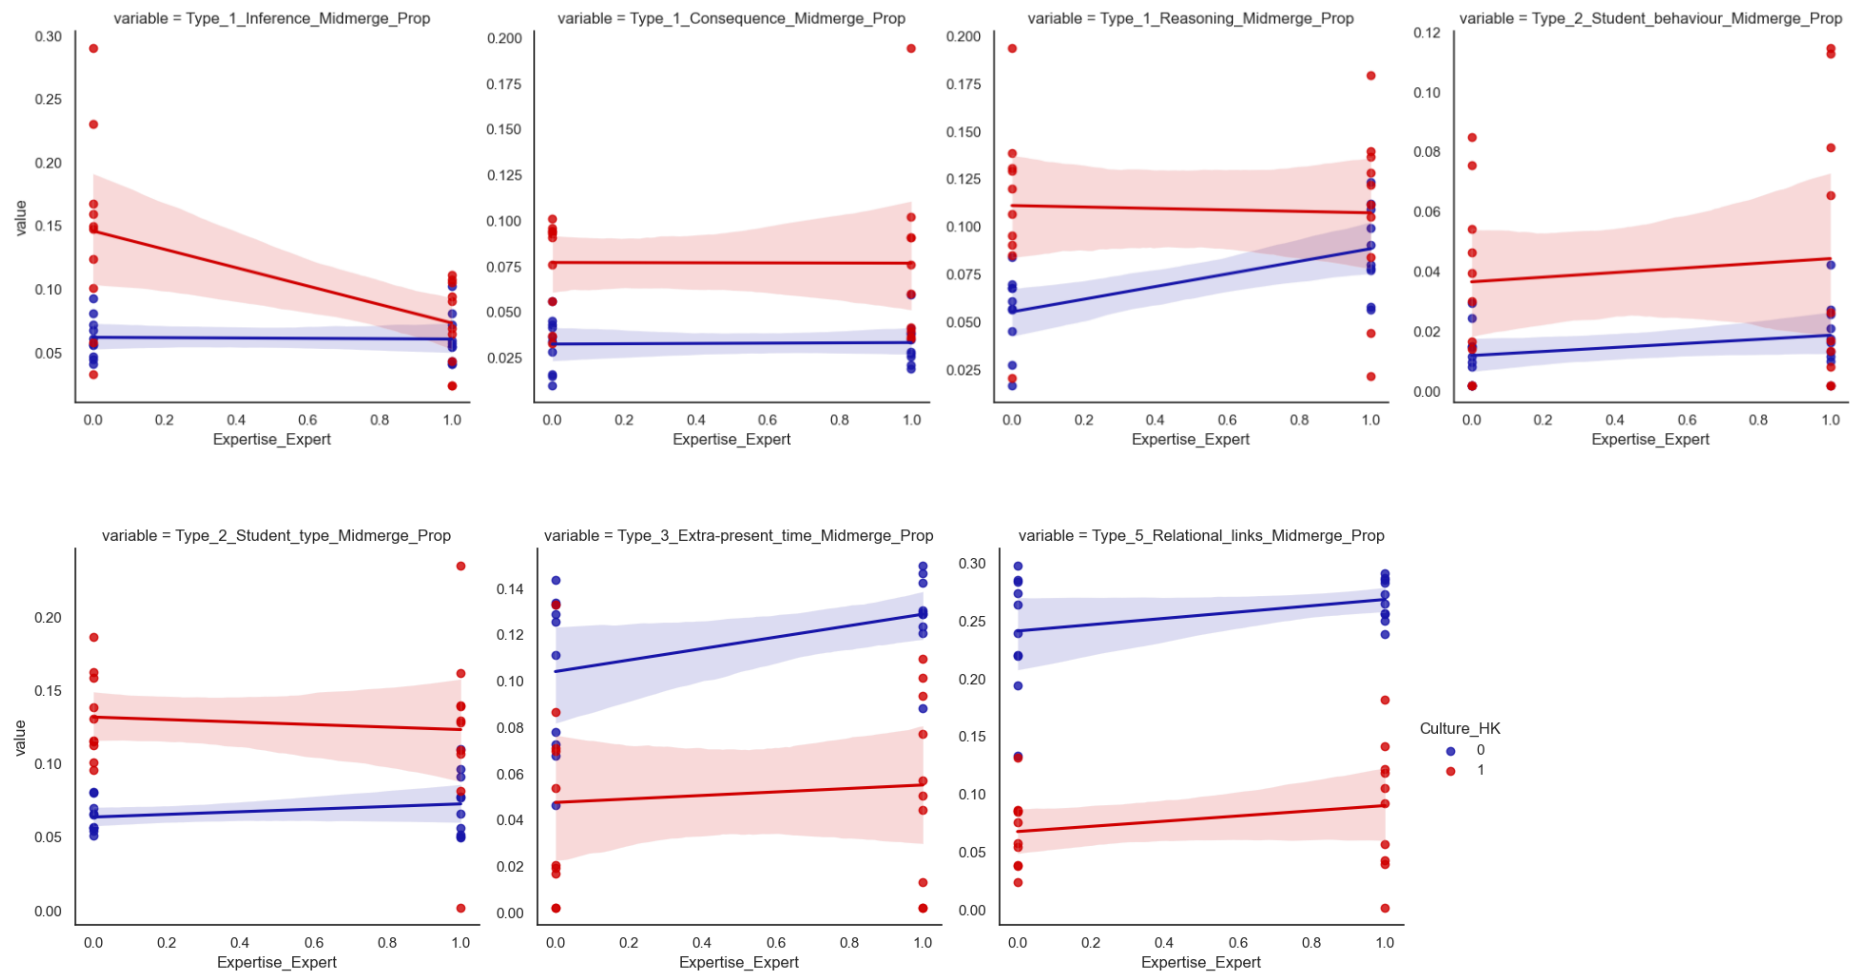 variable = Type_1_Inference_Midmerge_Prop
variable = Type_1_Consequence_Midmerge_Prop
variable = Type_1_Reasoning_Midmerge_Prop
variable = Type_2_Student_behaviour_Midmerge_Prop
0.30
0.25
0.20
0.15
0.10
0.05
value
0.0 0.2 0.4 0.6 0.8 1.0
Expertise_Expert
0.200
0.175
0.150
0.125
0.100
0.075
0.050
0.025
0.0 0.2 0.4 0.6 0.8 1.0
Expertise_Expert
0.200
0.175
0.150
0.125
0.100
0.075
0.050
0.025
0.0 0.2 0.4 0.6 0.8 1.0
Expertise_Expert
0.12
0.10
0.08
0.06
0.04
0.02
0.00
0.0 0.2 0.4 0.6 0.8 1.0
Expertise_Expert
variable = Type_2_Student_type_Midmerge_Prop
variable = Type_3_Extra-present_time_Midmerge_Prop
variable = Type_5_Relational_links_Midmerge_Prop
0.20
0.15
0.10
0.05
0.00
value
0.0 0.2 0.4 0.6 0.8 1.0
Expertise_Expert
0.14
0.12
0.10
0.08
0.06
0.04
0.02
0.00
0.0 0.2 0.4 0.6 0.8 1.0
Expertise_Expert
0.30
0.25
0.20
0.15
0.10
0.05
0.00
0.0 0.2 0.4 0.6 0.8 1.0
Expertise_Expert
Culture_HK
0
1